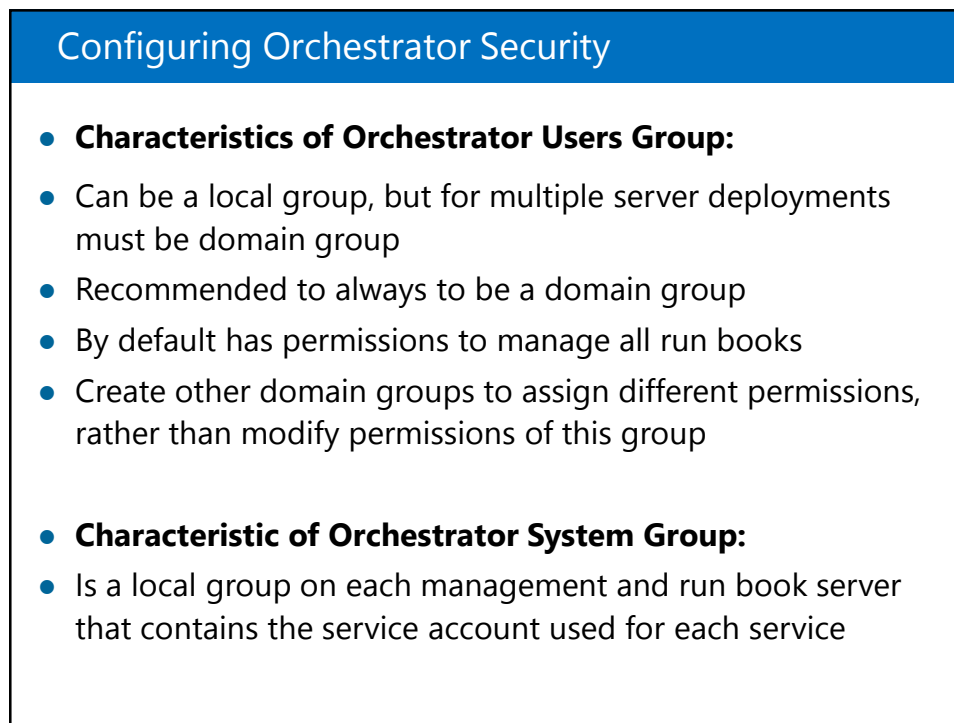 Configuring Orchestrator Security
● Characteristics of Orchestrator Users Group:
● Can be a local group, but for multiple server deployments
must be domain group
● Recommended to always to be a domain group
● By default has permissions to manage all run books
● Create other domain groups to assign different permissions,
rather than modify permissions of this group
● Characteristic of Orchestrator System Group:
● Is a local group on each management and run book server
that contains the service account used for each service